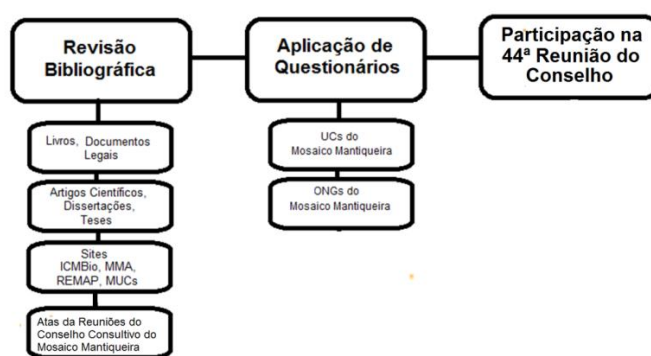 Revisão
Bibliográfica
Aplicação de
Questionários
Participação na
44ª Reunião do
Conselho
Livros, Documentos
Legais
Artigos Científicos,
Dissertações,
Teses
Sites
ICMBio, MMA,
REMAP, MUCs
Atas da Reuniões do
Conselho Consultivo do
Mosaico Mantiqueira
UCs do
Mosaico Mantiqueira
ONGs do
Mosaico Mantiqueira